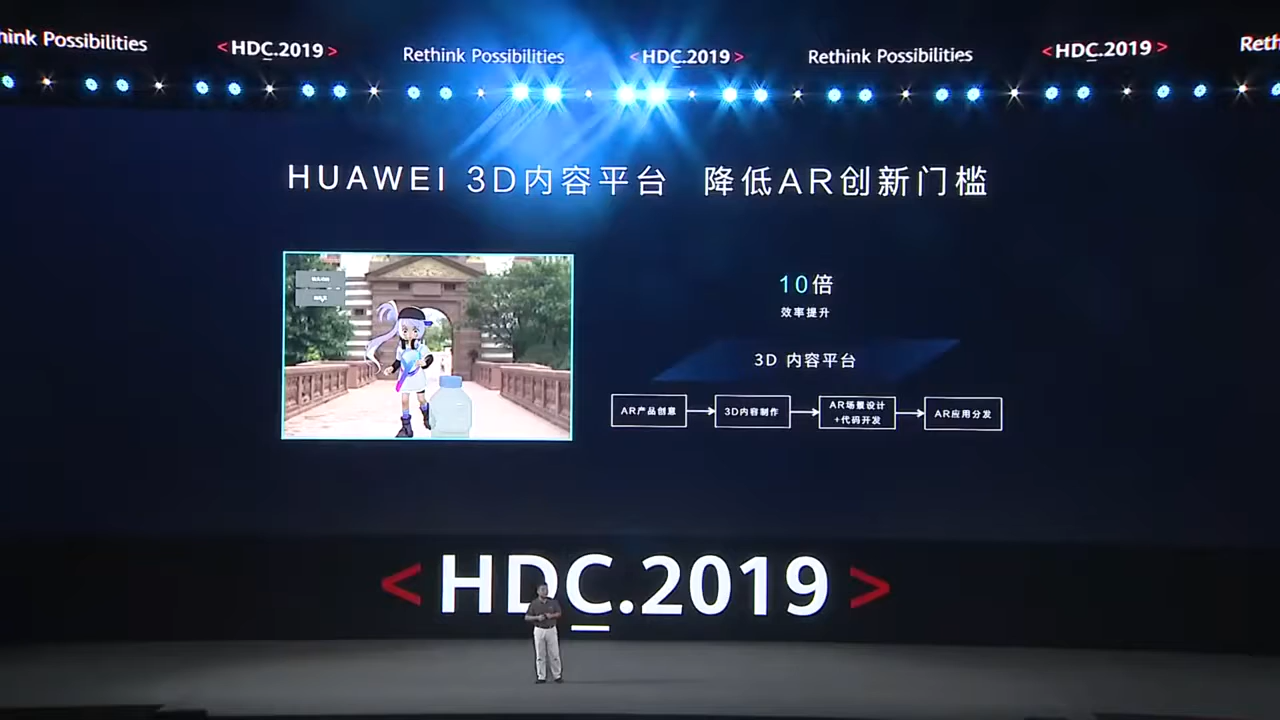 hink Possibilities
<HDC.2019>
Rethink Possibilities
<HDC.2019>
Rethink Possibilities
<HDC.2019>
Reth
HUAWEI 3D内容平台 降低AR创新门槛
10倍
效率提升
3D 内容平台
AR产品创意
3D内容制作
AR场景设计
+代码开发
AR应用分发
<HDC.2019>